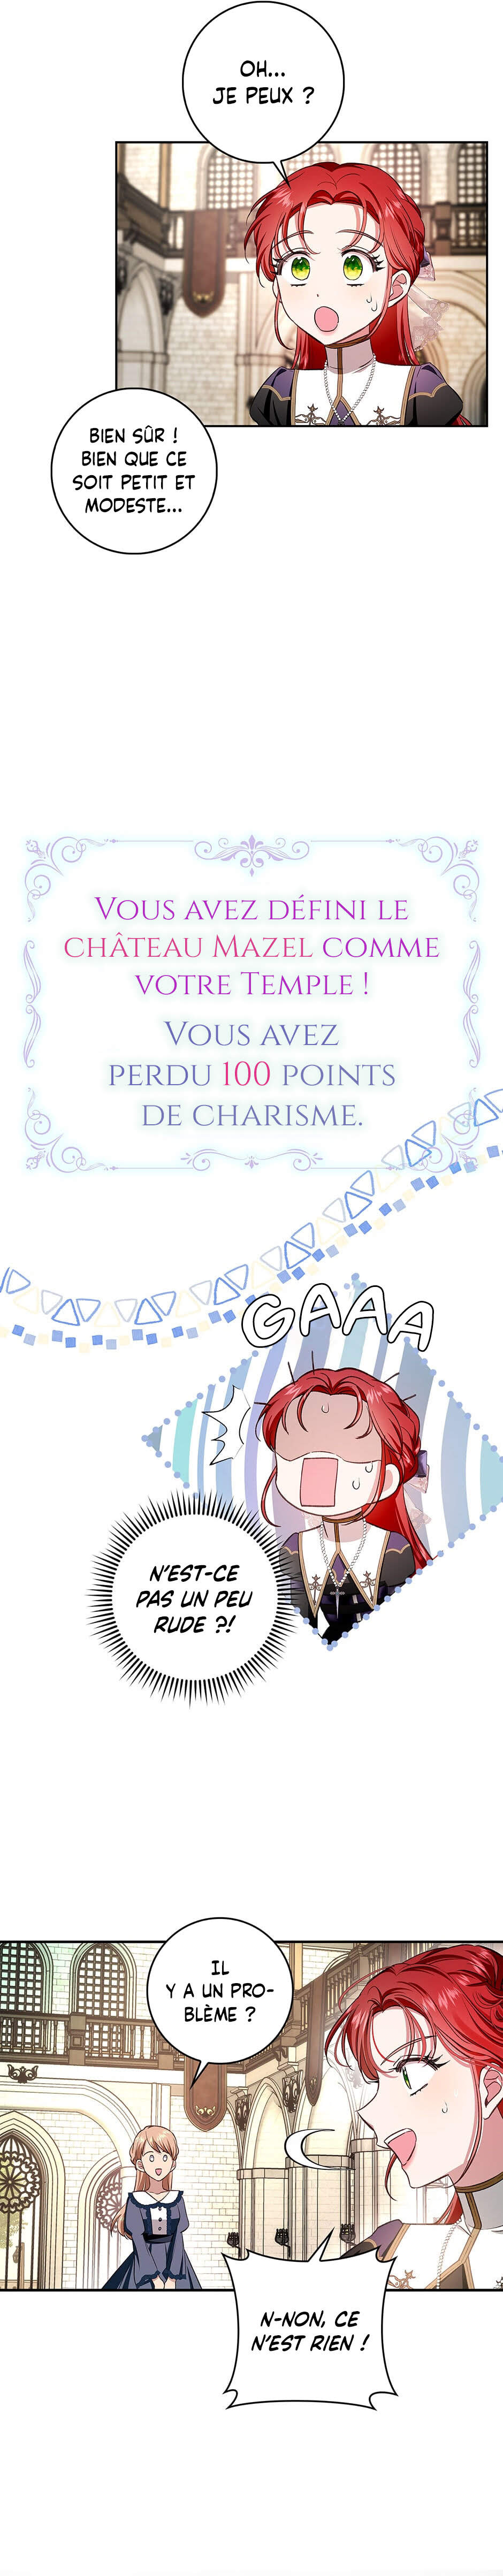 OH...
JE PEUX ?
BIEN SÛR !
BIEN QUE CE
SOIT PETIT ET
MODESTE...
VOUS AVEZ DÉFINI LE
CHÂTEAU MAZEL COMME
VOTRE TEMPLE !
VOUS AVEZ
PERDU 100 POINTS
DE CHARISME.
GAAA
N'EST-CE
PAS UN PEU
RUDE ?!
IL
Y A UN PRO-
BLÈME ?
N-NON, CE
N'EST RIEN !